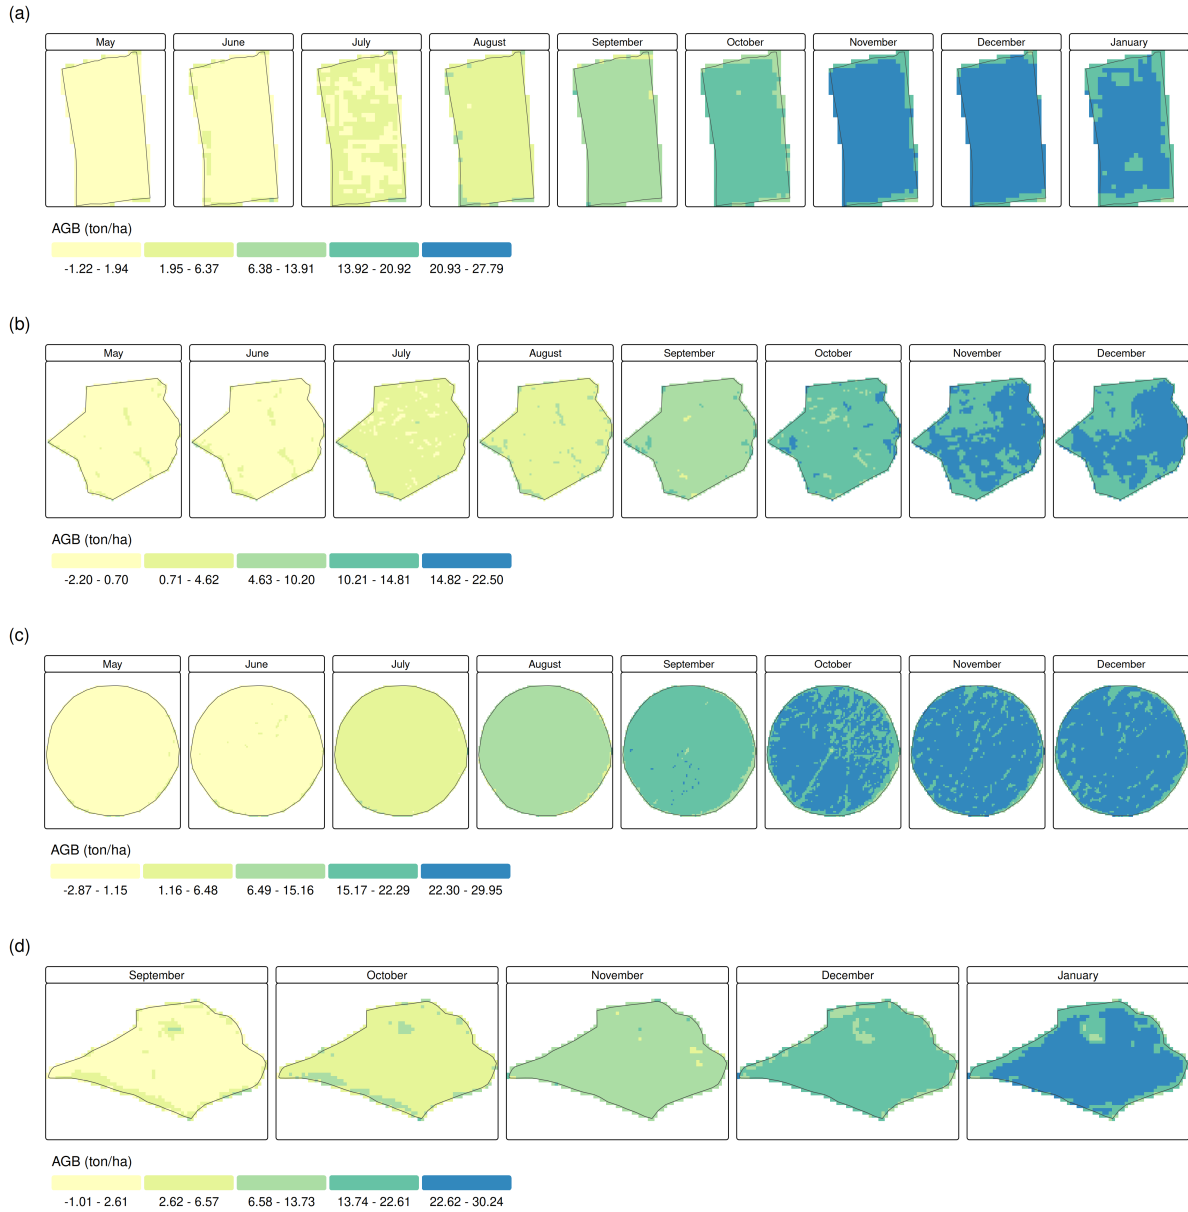 (a)
May June July August September October November December January
AGB (ton/ha)
-1.22 - 1.94 1.95 - 6.37 6.38 - 13.91 13.92 - 20.92 20.93 - 27.79
(b)
May June July August September October November December
AGB (ton/ha)
-2.20 - 0.70 0.71 - 4.62 4.63 - 10.20 10.21 - 14.81 14.82 - 22.50
(c)
May June July August September October November December
AGB (ton/ha)
-2.87 - 1.15 1.16 - 6.48 6.49 - 15.16 15.17 - 22.29 22.30 - 29.95
(d)
September October November December January
AGB (ton/ha)
-1.01 - 2.61 2.62 - 6.57 6.58 - 13.73 13.74 - 22.61 22.62 - 30.24